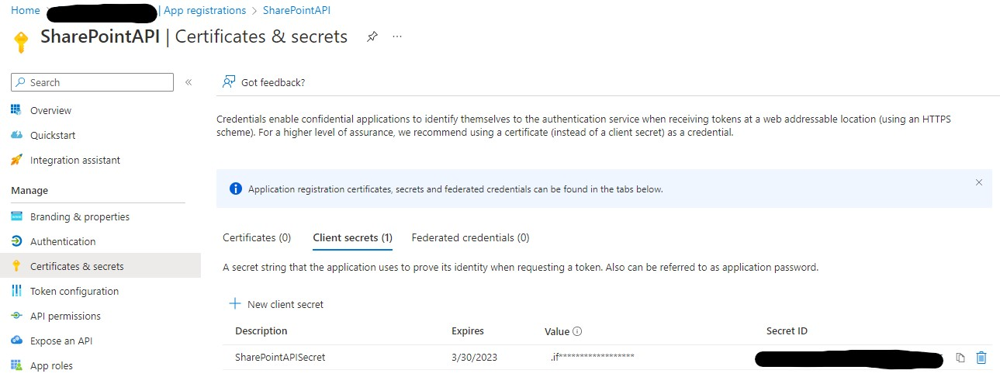 Home > | App registrations > SharePointAPI
SharePointAPI | Certificates & secrets ...
Search «
Overview
Quickstart
Integration assistant
Manage
Branding & properties
Authentication
Certificates & secrets
Token configuration
API permissions
Expose an API
App roles
Got feedback?
Credentials enable confidential applications to identify themselves to the authentication service when receiving tokens at a web addressable location (using an HTTPS
scheme). For a higher level of assurance, we recommend using a certificate (instead of a client secret) as a credential.
Application registration certificates, secrets and federated credentials can be found in the tabs below.
Certificates (0) Client secrets (1) Federated credentials (0)
A secret string that the application uses to prove its identity when requesting a token. Also can be referred to as application password.
+ New client secret
Description Expires Value Secret ID
SharePointAPISecret 3/30/2023 .if******************